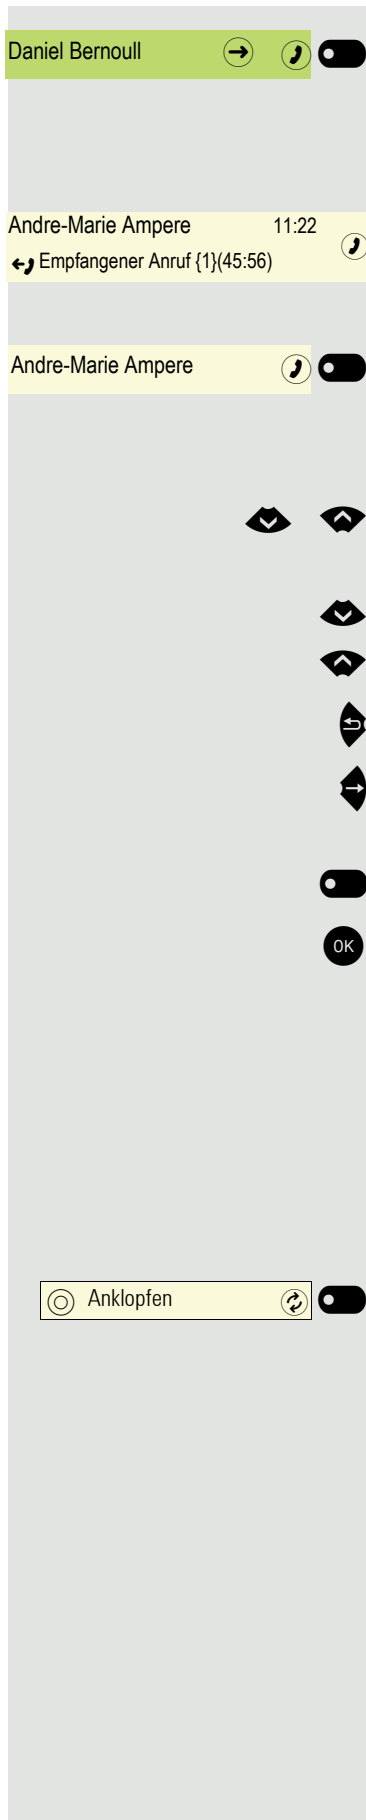 Daniel Bernoull
Andre-Marie Ampere 11:22
Empfangener Anruf {1}(45:56)
Andre-Marie Ampere
OK
Anklopfen